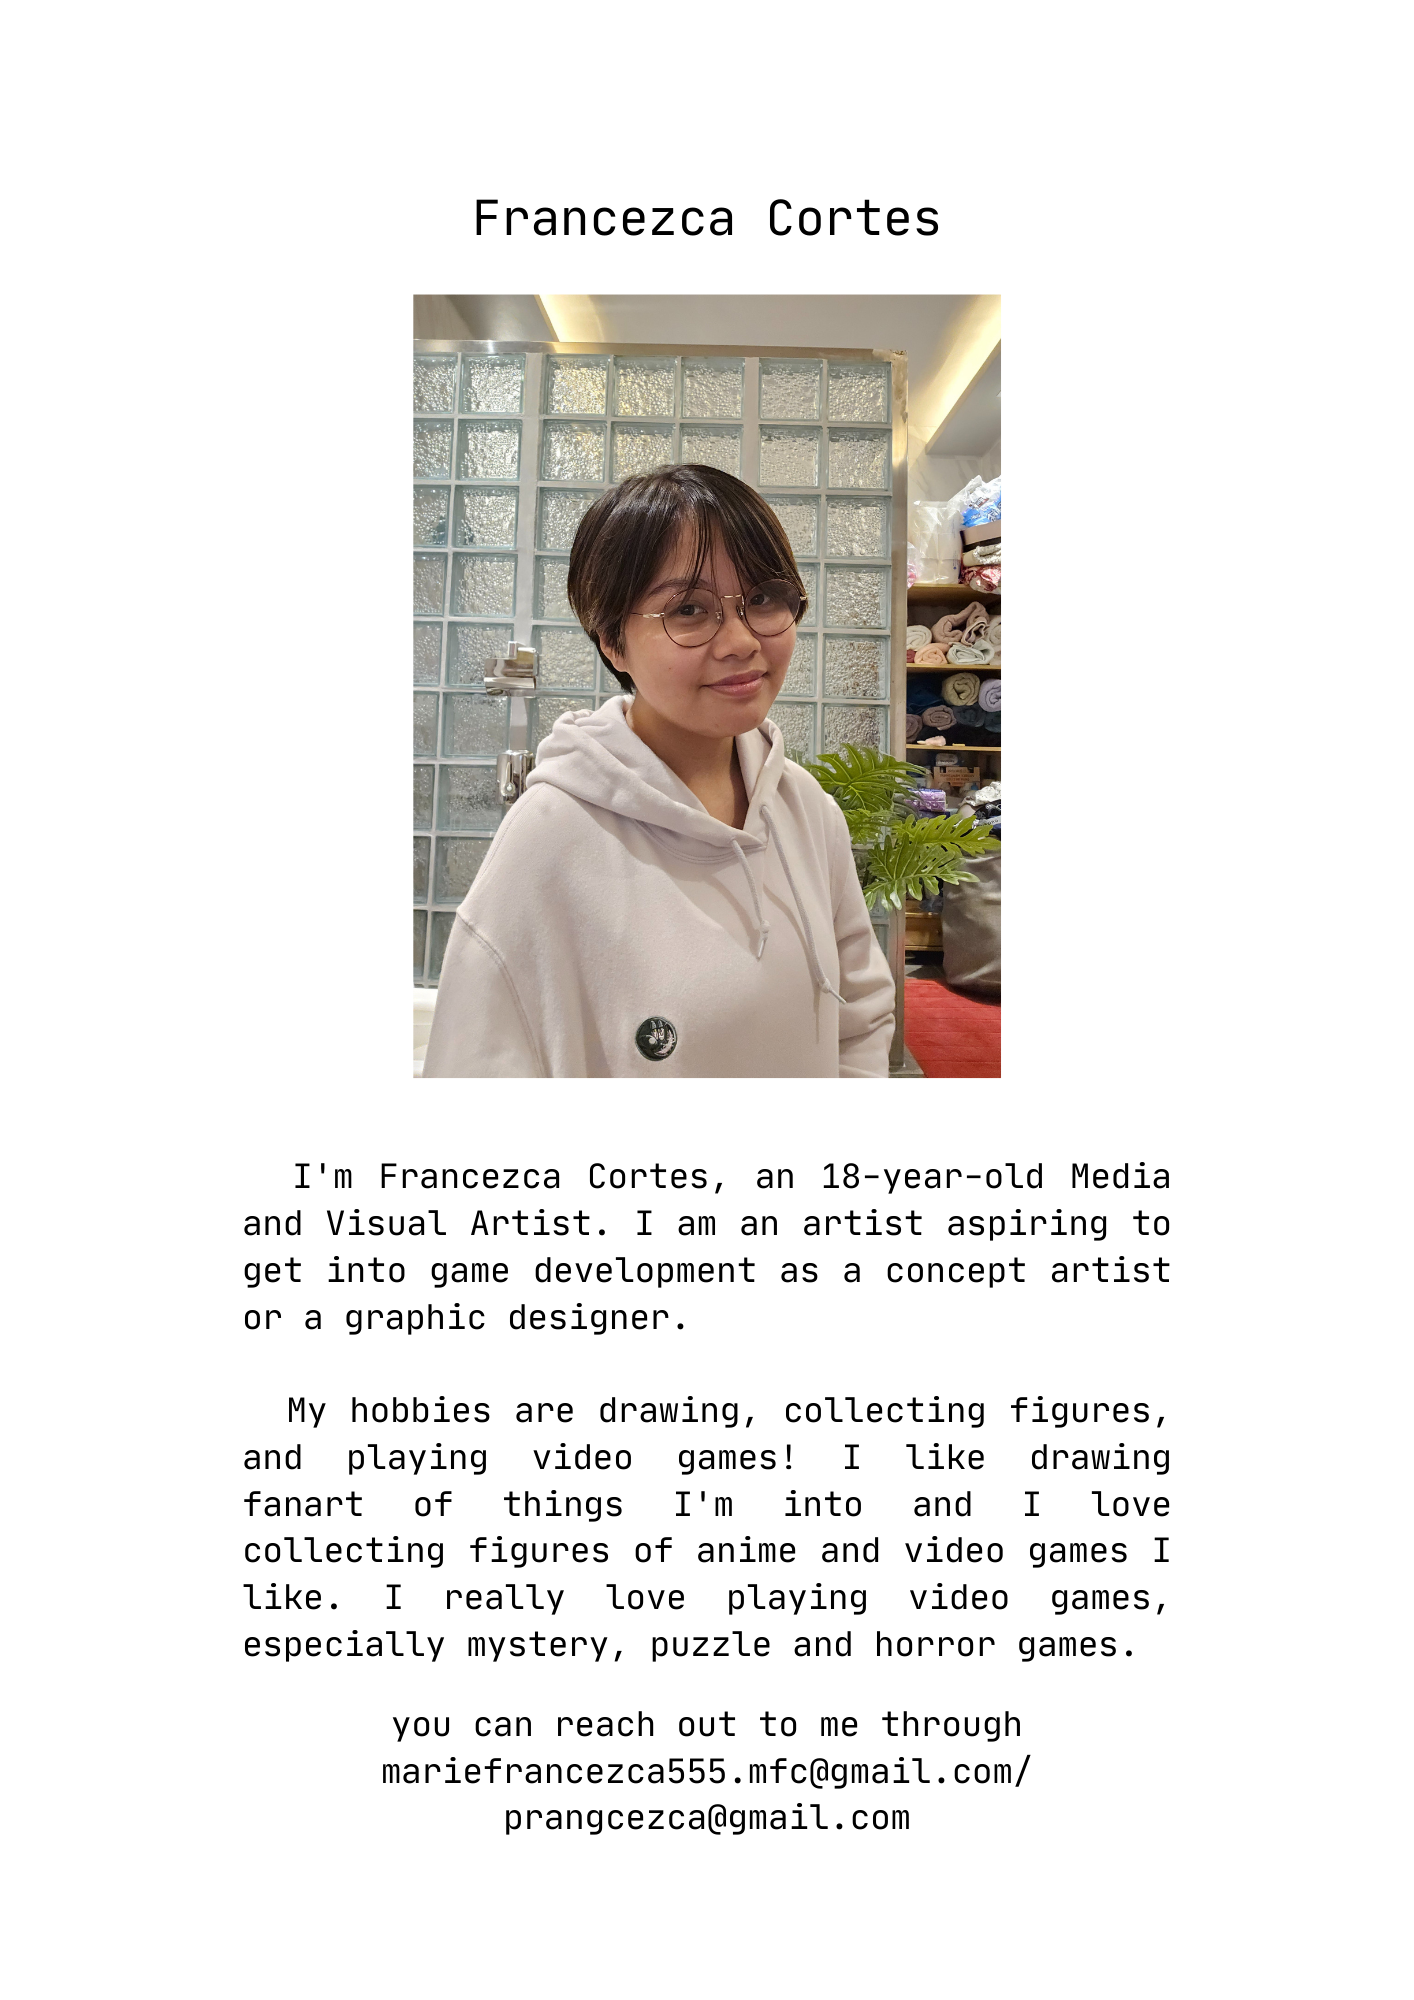 Francezca Cortes
I'm Francezca Cortes, an 18-year-old Media
and Visual Artist. I am an artist aspiring to
get into game development as a concept artist
or a graphic designer.
My hobbies are drawing, collecting figures,
and playing video games! I like drawing
fanart of things I'm into and I love
collecting figures of anime and video games I
like. I really love playing video games,
especially mystery, puzzle and horror games.
you can reach out to me through
mariefrancezca555.mfc@gmail.com/
prangcezca@gmail.com